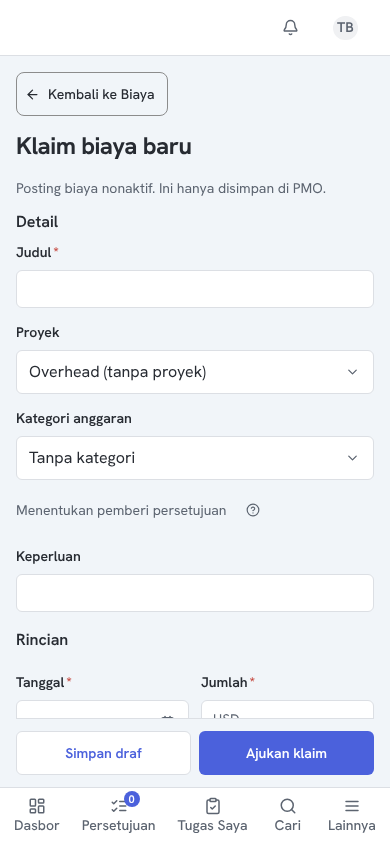 TB
Kembali ke Biaya
Klaim biaya baru
Posting biaya nonaktif. Ini hanya disimpan di PMO.
Detail
Judul*
Proyek
Overhead (tanpa proyek)
Kategori anggaran
Tanpa kategori
Menentukan pemberi persetujuan
Keperluan
Rincian
Tanggal* Jumlah*
USD
Simpan draf Ajukan klaim
0
Dasbor Persetujuan Tugas Saya Cari Lainnya